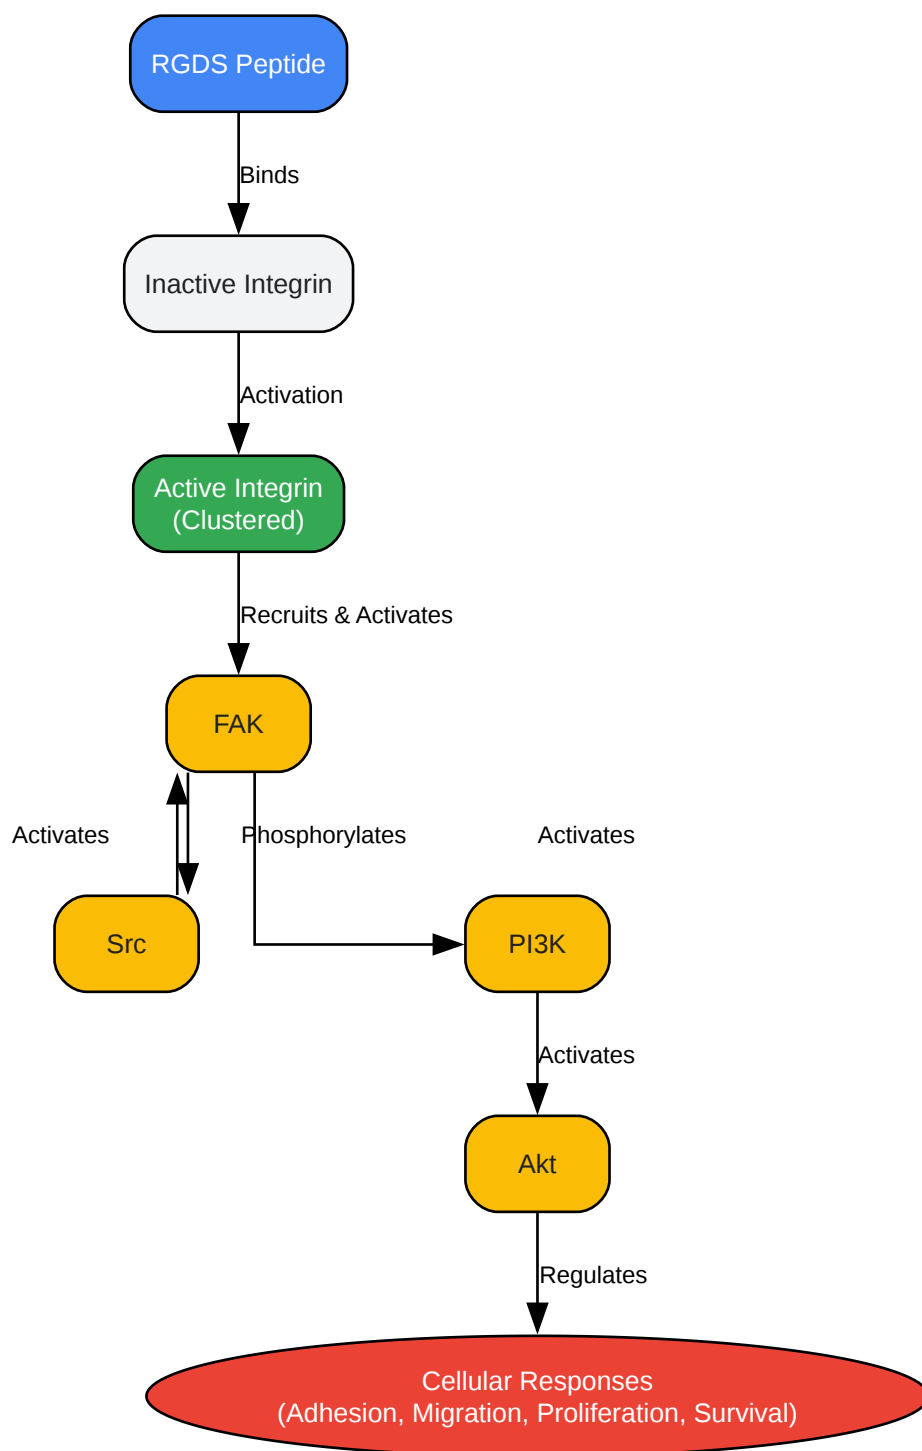 RGDS Peptide
Binds
Inactive Integrin
Activation
Active Integrin
(Clustered)
Recruits & Activates
FAK
Activates
Phosphorylates
Activates
Src
PI3K
Activates
Akt
Regulates
Cellular Responses
(Adhesion, Migration, Proliferation, Survival)